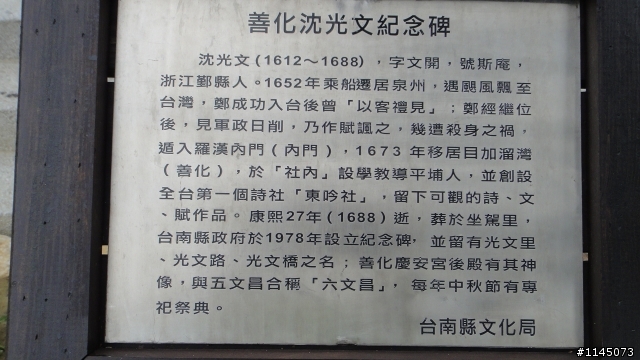 善化沈光文紀念碑
沈光文(1612～1688),字文開,號斯庵,
浙江鄞縣人。1652年乘船遷居泉州,遇颶風飄至
台灣,鄭成功入台後曾「以客禮見」;鄭經繼位
後,見軍政日削,乃作賦諷之,幾遭殺身之禍,
遁入羅漢內門(內門),1673年移居目加溜灣
(善化),於「社內」設學教導平埔人,並創設
全台第一個詩社「東吟社」,留下可觀的詩、文
、賦作品。康熙27年(1688)逝,葬於坐駕里,
台南縣政府於1978年設立紀念碑,並留有光文里
、光文路、光文橋之名;善化慶安宮後殿有其神
像,與五文昌合稱「六文昌」,每年中秋節有專
祀祭典。
台南縣文化局
#1145073